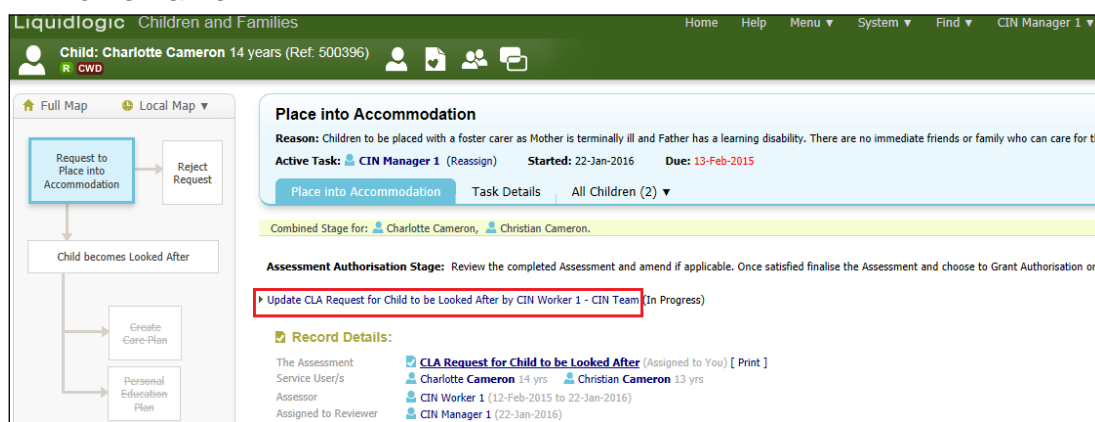 Liquidlogic Children and Families
Home Help Menu ▼ System ▼ Find ▼ CIN Manager 1 ▼
Child: Charlotte Cameron 14 years (Ref: 500396)
R CWD
Full Map Local Map ▼
Request to
Place into
Accommodation
Reject
Request
Child becomes Looked After
Create
Care Plan
Personal
Education
Plan
Place into Accommodation
Reason: Children to be placed with a foster carer as Mother is terminally ill and Father has a learning disability. There are no immediate friends or family who can care for t
Active Task: CIN Manager 1 (Reassign) Started: 22-Jan-2016 Due: 13-Feb-2015
Place into Accommodation Task Details All Children (2) ▼
Combined Stage for: Charlotte Cameron, Christian Cameron.
Assessment Authorisation Stage: Review the completed Assessment and amend if applicable. Once satisfied finalise the Assessment and choose to Grant Authorisation or
Update CLA Request for Child to be Looked After by CIN Worker 1 - CIN Team (In Progress)
Record Details:
The Assessment CLA Request for Child to be Looked After (Assigned to You) [ Print ]
Service User/s Charlotte Cameron 14 yrs Christian Cameron 13 yrs
Assessor CIN Worker 1 (12-Feb-2015 to 22-Jan-2016)
Assigned to Reviewer CIN Manager 1 (22-Jan-2016)